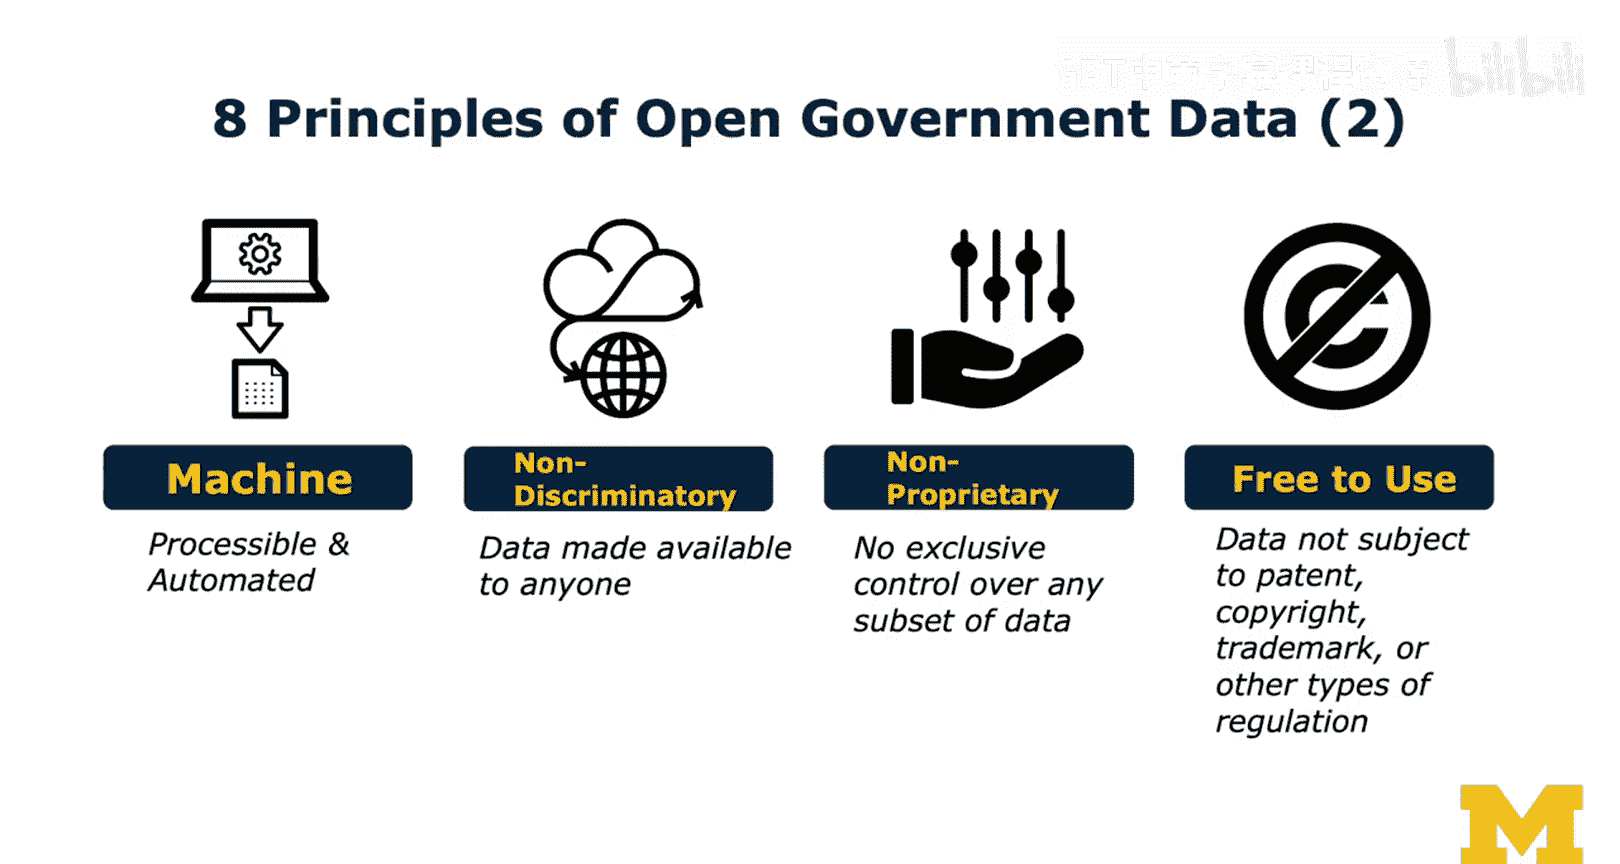 bilibili
8 Principles of Open Government Data (2)
Machine
Processible &
Automated
Non-
Discriminatory
Data made available
to anyone
Non-
Proprietary
No exclusive
control over any
subset of data
Free to Use
Data not subject
to patent,
copyright,
trademark, or
other types of
regulation
M